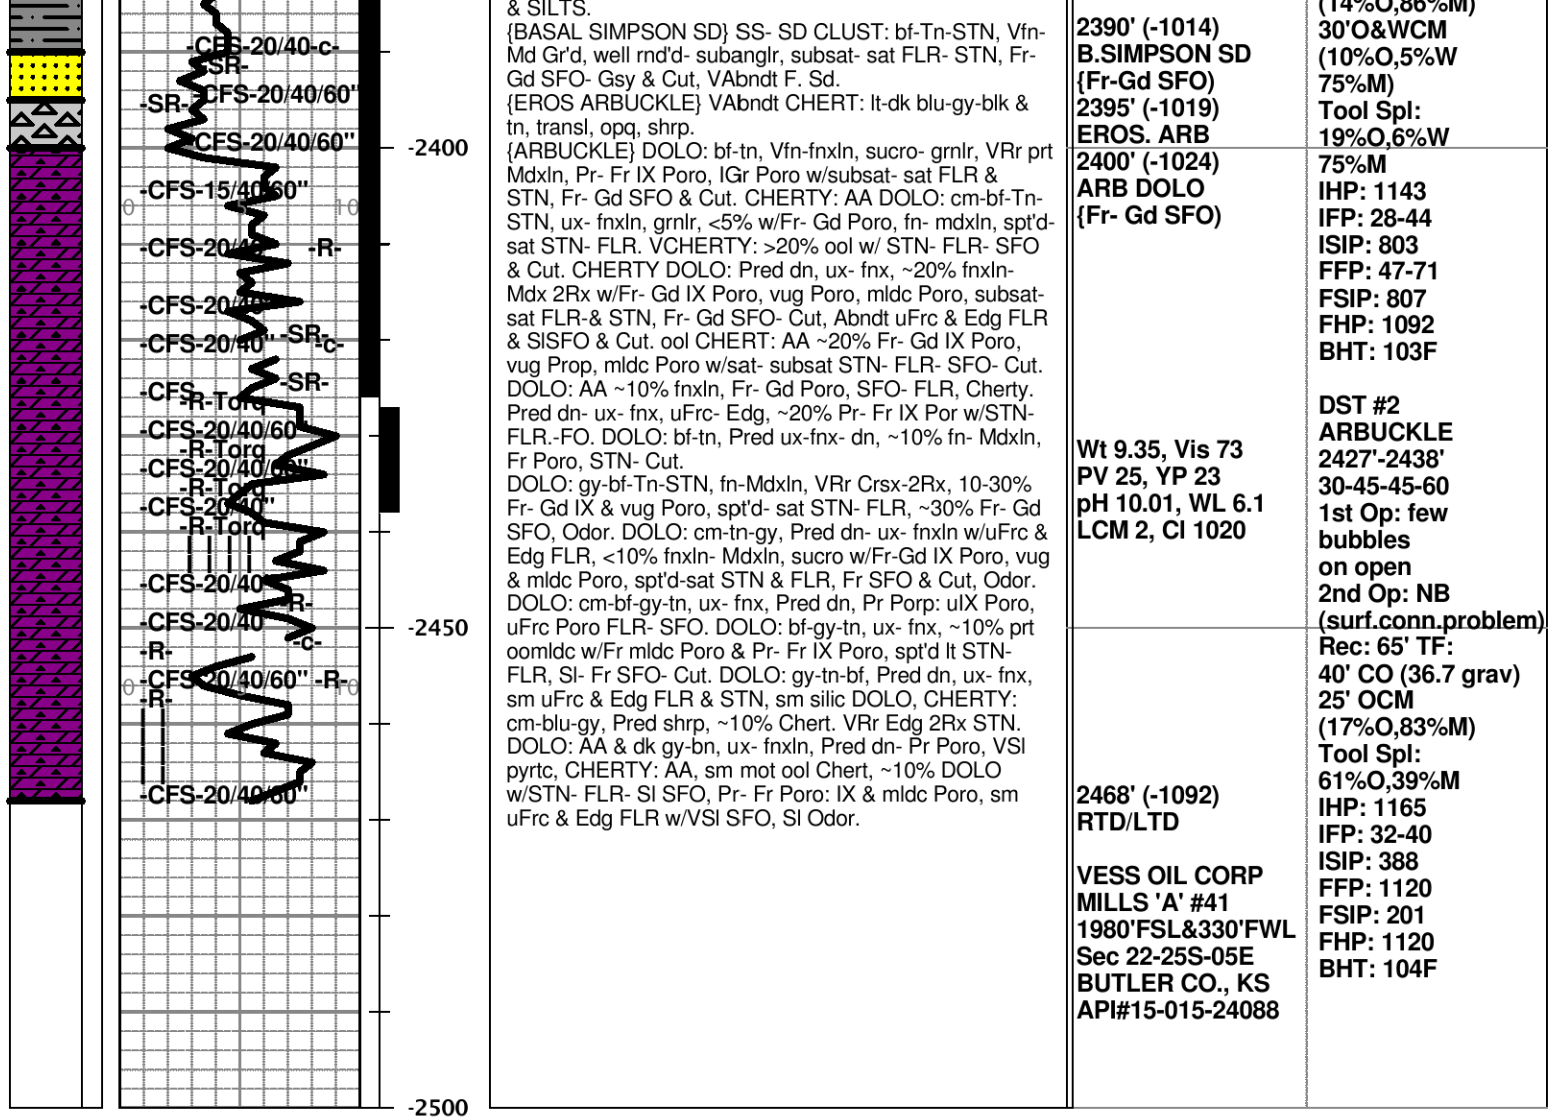 -CFS-20/40-c-
-SR-
-CFS-20/40/60"
-SR-
-CFS-20/40/60"
-CFS-15/40/60"
0 5 10
-CFS-20/40" -R-
-CFS-20/40"
-SR-
-CFS-20/40" -c-
-SR-
-CFS
-R-Torq
-CFS-20/40/60"
-R-Torq
-CFS-20/40/60"
-R-Torq
-CFS-20/40"
-R-Torq
-CFS-20/40"
-R-
-CFS-20/40
-c-
-R-
-CFS-20/40/60" -R-
0 5 10
-R-
-CFS-20/40/60"
-2400
-2450
-2500
& SILTS.
{BASAL SIMPSON SD} SS- SD CLUST: bf-Tn-STN, Vfn-
Md Gr'd, well rnd'd- subanglr, subsat- sat FLR- STN, Fr-
Gd SFO- Gsy & Cut, VAbndt F. Sd.
{EROS ARBUCKLE} VAbndt CHERT: lt-dk blu-gy-blk &
tn, transl, opq, shrp.
{ARBUCKLE} DOLO: bf-tn, Vfn-fnxln, sucro- grnlr, VRr prt
Mdxln, Pr- Fr IX Poro, IGr Poro w/subsat- sat FLR &
STN, Fr- Gd SFO & Cut. CHERTY: AA DOLO: cm-bf-Tn-
STN, ux- fnxln, grnlr, <5% w/Fr- Gd Poro, fn- mdxln, spt'd-
sat STN- FLR. VCHERTY: >20% ool w/ STN- FLR- SFO
& Cut. CHERTY DOLO: Pred dn, ux- fnx, ~20% fnxln-
Mdx 2Rx w/Fr- Gd IX Poro, vug Poro, mldc Poro, subsat-
sat FLR-& STN, Fr- Gd SFO- Cut, Abndt uFrc & Edg FLR
& SlSFO & Cut. ool CHERT: AA ~20% Fr- Gd IX Poro,
vug Prop, mldc Poro w/sat- subsat STN- FLR- SFO- Cut.
DOLO: AA ~10% fnxln, Fr- Gd Poro, SFO- FLR, Cherty.
Pred dn- ux- fnx, uFrc- Edg, ~20% Pr- Fr IX Por w/STN-
FLR.-FO. DOLO: bf-tn, Pred ux-fnx- dn, ~10% fn- Mdxln,
Fr Poro, STN- Cut.
DOLO: gy-bf-Tn-STN, fn-Mdxln, VRr Crsx-2Rx, 10-30%
Fr- Gd IX & vug Poro, spt'd- sat STN- FLR, ~30% Fr- Gd
SFO, Odor. DOLO: cm-tn-gy, Pred dn- ux- fnxln w/uFrc &
Edg FLR, <10% fnxln- Mdxln, sucro w/Fr-Gd IX Poro, vug
& mldc Poro, spt'd-sat STN & FLR, Fr SFO & Cut, Odor.
DOLO: cm-bf-gy-tn, ux- fnx, Pred dn, Pr Porp: uIX Poro,
uFrc Poro FLR- SFO. DOLO: bf-gy-tn, ux- fnx, ~10% prt
oomldc w/Fr mldc Poro & Pr- Fr IX Poro, spt'd lt STN-
FLR, Sl- Fr SFO- Cut. DOLO: gy-tn-bf, Pred dn, ux- fnx,
sm uFrc & Edg FLR & STN, sm silic DOLO, CHERTY:
cm-blu-gy, Pred shrp, ~10% Chert. VRr Edg 2Rx STN.
DOLO: AA & dk gy-bn, ux- fnxln, Pred dn- Pr Poro, VSl
pyrtc, CHERTY: AA, sm mot ool Chert, ~10% DOLO
w/STN- FLR- Sl SFO, Pr- Fr Poro: IX & mldc Poro, sm
uFrc & Edg FLR w/VSl SFO, Sl Odor.
2390' (-1014)
B.SIMPSON SD
{Fr-Gd SFO}
2395' (-1019)
EROS. ARB
2400' (-1024)
ARB DOLO
{Fr- Gd SFO}
Wt 9.35, Vis 73
PV 25, YP 23
pH 10.01, WL 6.1
LCM 2, Cl 1020
2468' (-1092)
RTD/LTD
VESS OIL CORP
MILLS 'A' #41
1980'FSL&330'FWL
Sec 22-25S-05E
BUTLER CO., KS
API#15-015-24088
(14%O,86%M)
30'O&WCM
(10%O,5%W
75%M)
Tool Spl:
19%O,6%W
75%M
IHP: 1143
IFP: 28-44
ISIP: 803
FFP: 47-71
FSIP: 807
FHP: 1092
BHT: 103F
DST #2
ARBUCKLE
2427'-2438'
30-45-45-60
1st Op: few
bubbles
on open
2nd Op: NB
(surf.conn.problem)
Rec: 65' TF:
40' CO (36.7 grav)
25' OCM
(17%O,83%M)
Tool Spl:
61%O,39%M
IHP: 1165
IFP: 32-40
ISIP: 388
FFP: 1120
FSIP: 201
FHP: 1120
BHT: 104F